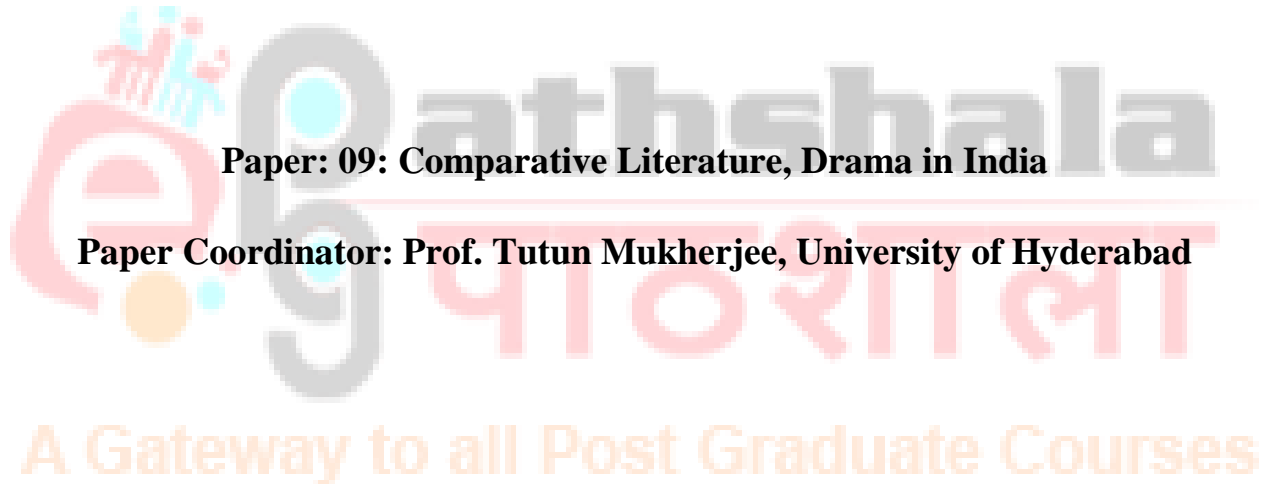 Pathshala
Paper: 09: Comparative Literature, Drama in India
Paper Coordinator: Prof. Tutun Mukherjee, University of Hyderabad
पाठशाला
A Gateway to all Post Graduate Courses